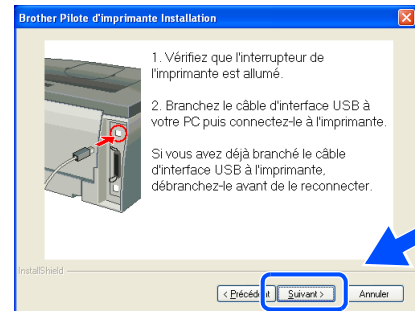 Brother Pilote d'imprimante Installation
1. Vérifiez que l'interrupteur de
l'imprimante est allumé.
2. Branchez le câble d'interface USB à
votre PC puis connectez-le à l'imprimante.
Si vous avez déjà branché le câble
d'interface USB à l'imprimante,
débranchez-le avant de le reconnecter.
InstallShield
< Précédent
Suivant >
Annuler